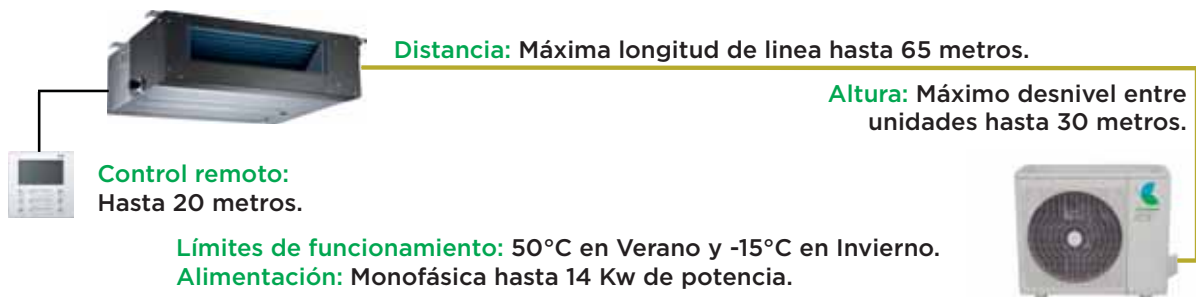 Distancia: Máxima longitud de linea hasta 65 metros.
Altura: Máximo desnivel entre
unidades hasta 30 metros.
Control remoto:
Hasta 20 metros.
Límites de funcionamiento: 50°C en Verano y -15°C en Invierno.
Alimentación: Monofásica hasta 14 Kw de potencia.